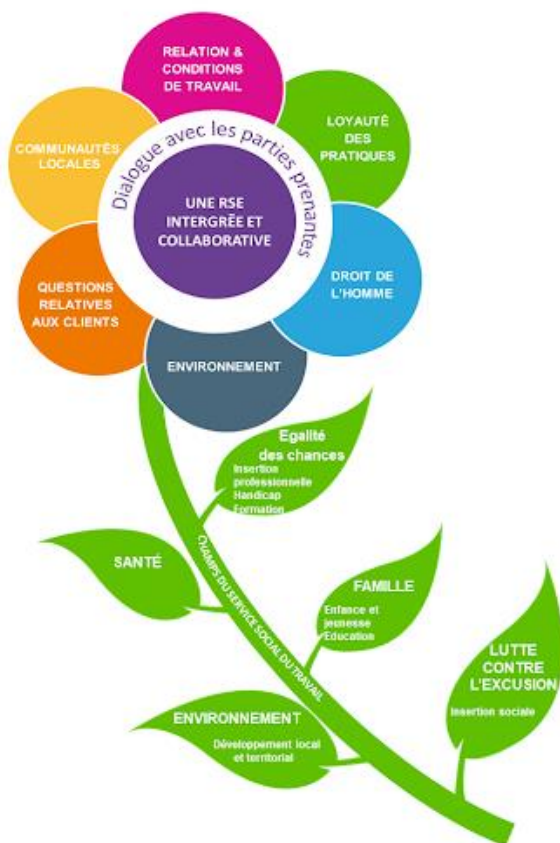 RELATION &
CONDITIONS
DE TRAVAIL
COMMUNAUTÉS
LOCALES
LOYAUTÉ
DES
PRATIQUES
Dialogue avec les parties prenantes
UNE RSE
INTERGRÉE ET
COLLABORATIVE
QUESTIONS
RELATIVES
AUX CLIENTS
DROIT DE
L'HOMME
ENVIRONNEMENT
Egalité
des chances
Insertion
professionnelle
Handicap
Formation
SANTÉ
CHAMPS DU SERVICE SOCIAL DU TRAVAIL
FAMILLE
Enfance et
jeunesse
Education
LUTTE
CONTRE
L'EXCUSION
Insertion sociale
ENVIRONNEMENT
Développement local
et territorial